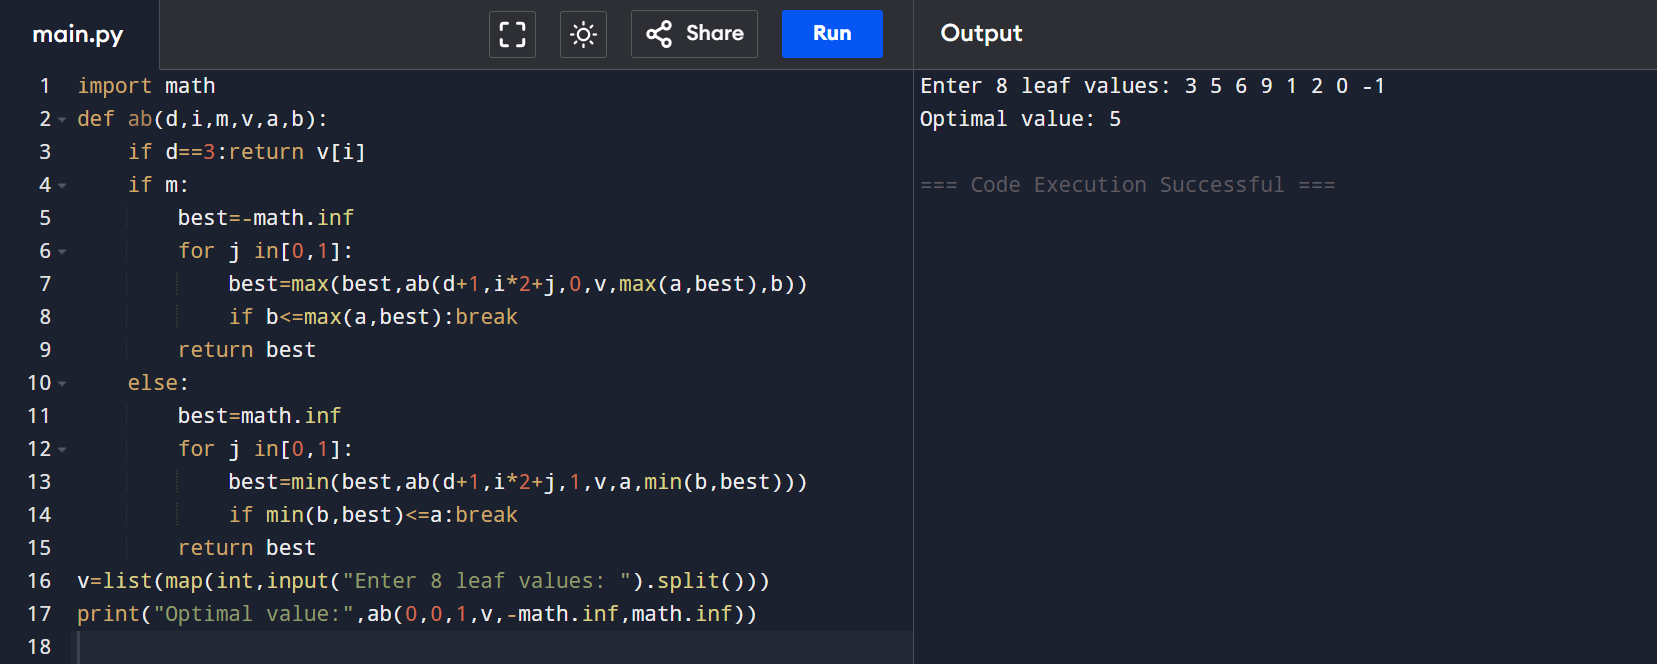 main.py
Share
Run
Output
1 import math
2 def ab(d,i,m,v,a,b):
3     if d==3:return v[i]
4     if m:
5         best=-math.inf
6         for j in[0,1]:
7             best=max(best,ab(d+1,i*2+j,0,v,max(a,best),b))
8             if b<=max(a,best):break
9         return best
10     else:
11         best=math.inf
12         for j in[0,1]:
13             best=min(best,ab(d+1,i*2+j,1,v,a,min(b,best)))
14             if min(b,best)<=a:break
15         return best
16 v=list(map(int,input("Enter 8 leaf values: ").split()))
17 print("Optimal value:",ab(0,0,1,v,-math.inf,math.inf))
18
Enter 8 leaf values: 3 5 6 9 1 2 0 -1
Optimal value: 5
=== Code Execution Successful ===